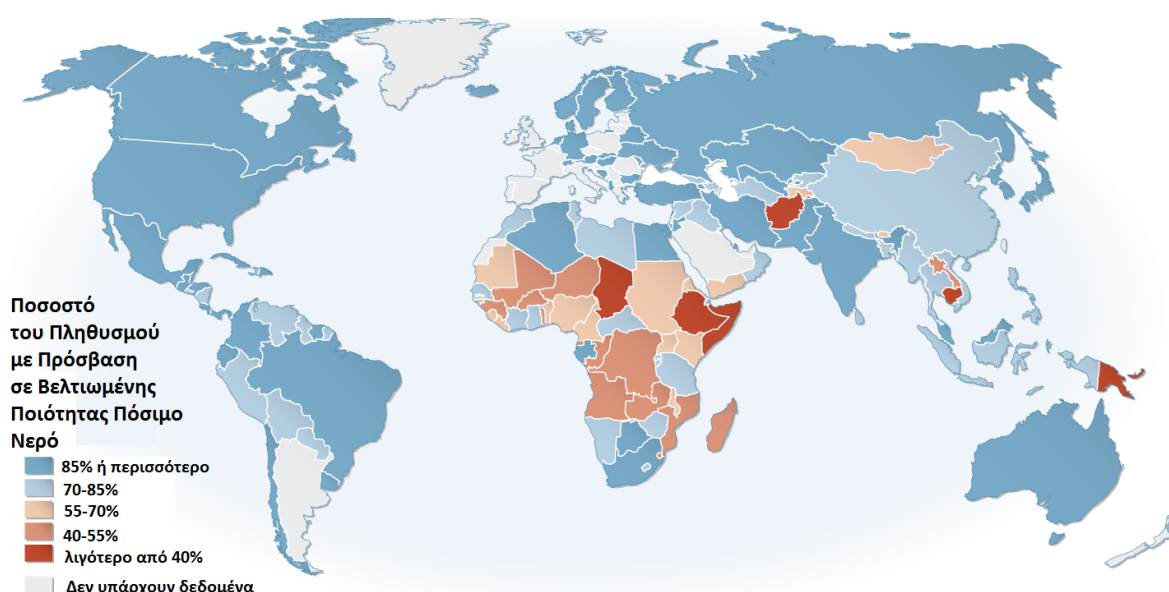 Ποσοστό
του Πληθυσμού
με Πρόσβαση
σε Βελτιωμένης
Ποιότητας Πόσιμο
Νερό
85% ή περισσότερο
70-85%
55-70%
40-55%
λιγότερο από 40%
Δεν υπάρχουν δεδομένα